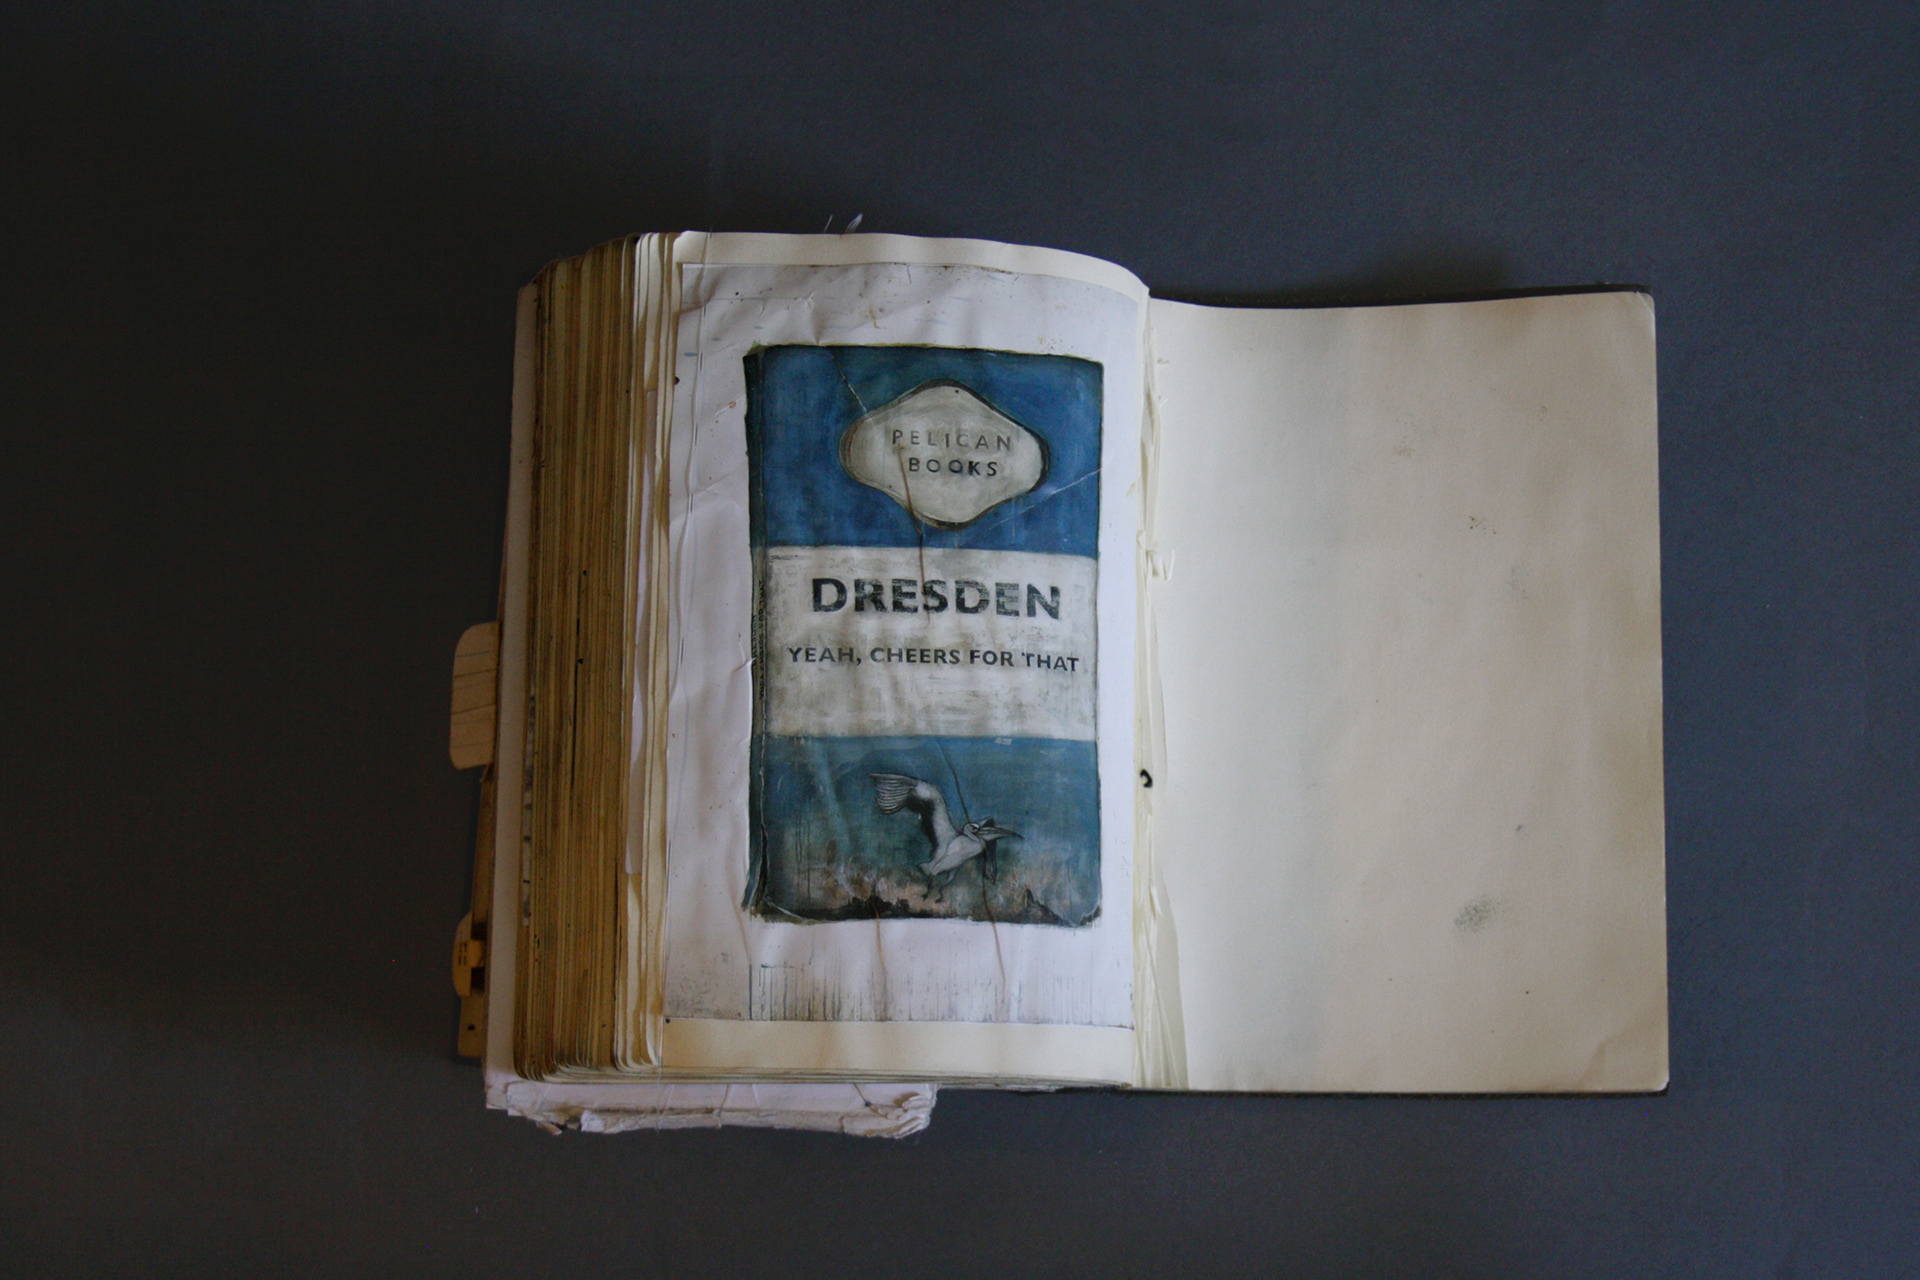 PELICAN
BOOKS
DRESDEN
YEAH, CHEERS FOR THAT